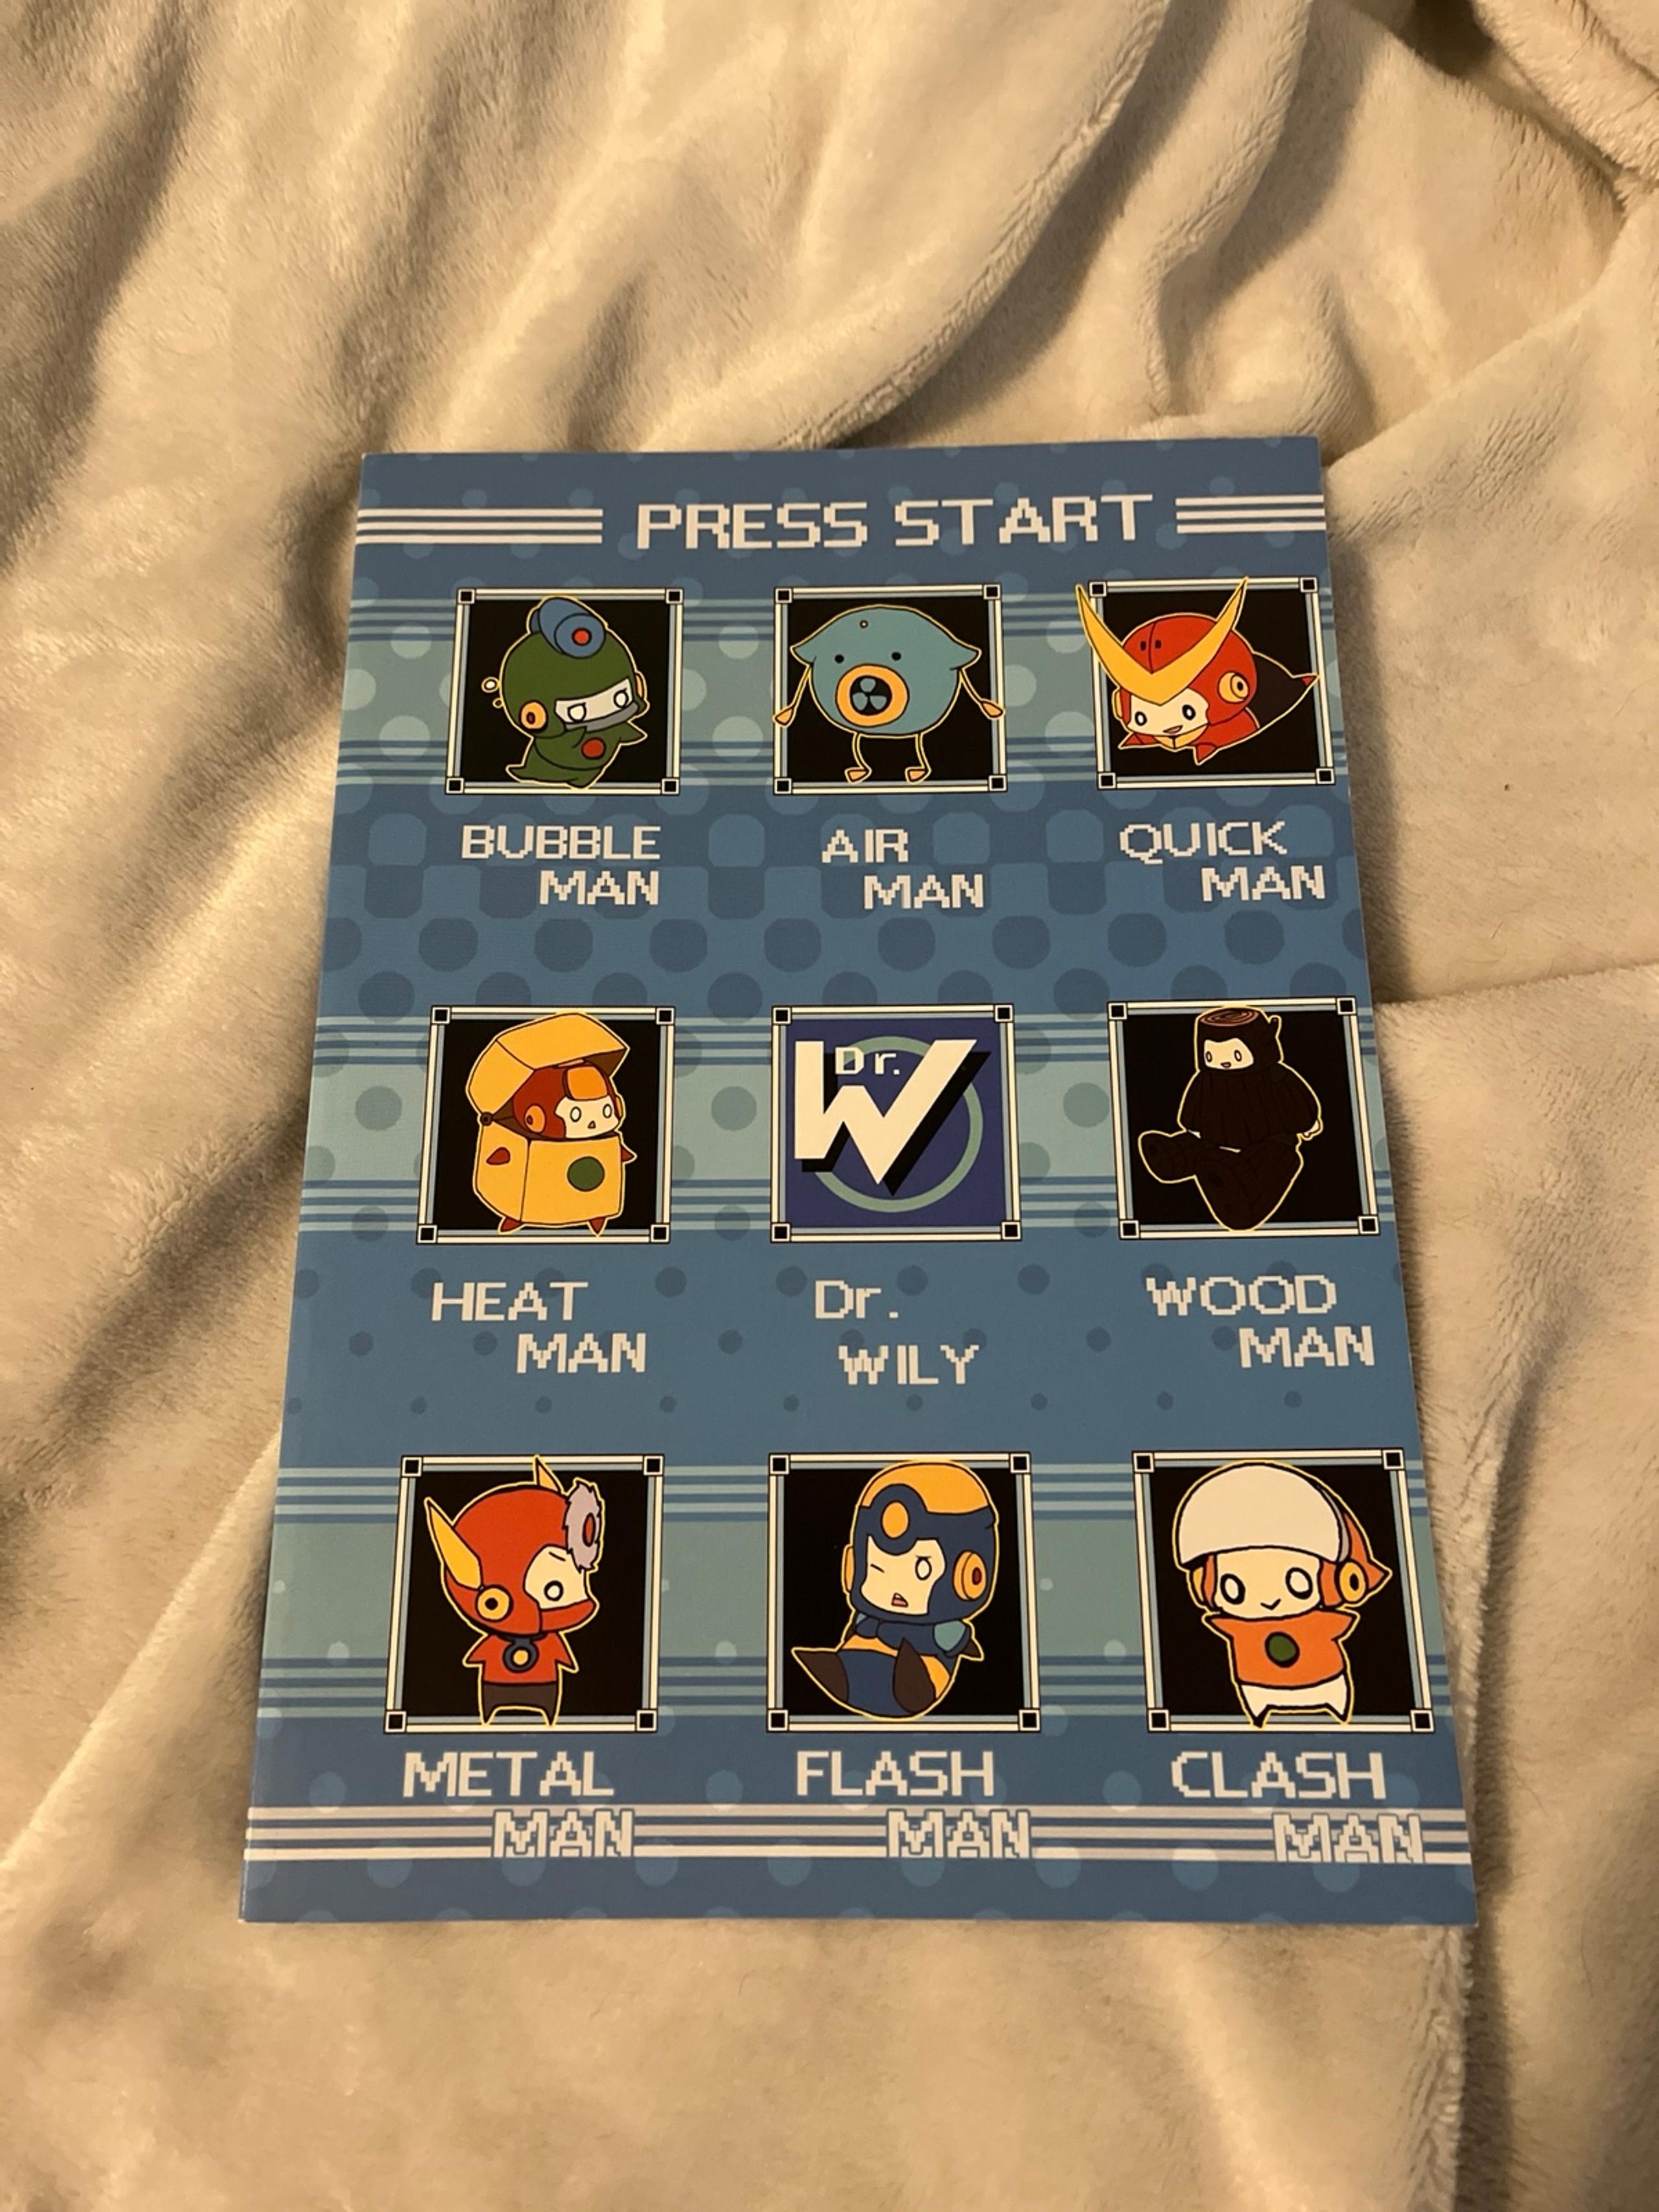 PRESS START
BUBBLE
MAN
AIR
MAN
QUICK
MAN
HEAT
MAN
Dr.
W
Dr.
WILY
WOOD
MAN
METAL
MAN
FLASH
MAN
CLASH
MAN